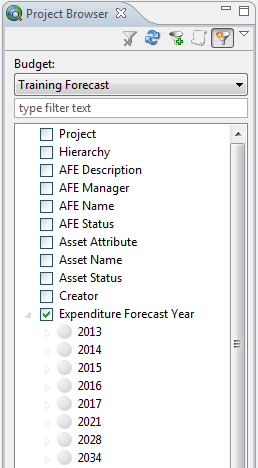 Project Browser
Budget:
Training Forecast
type filter text
Project
Hierarchy
AFE Description
AFE Manager
AFE Name
AFE Status
Asset Attribute
Asset Name
Asset Status
Creator
Expenditure Forecast Year
2013
2014
2015
2016
2017
2021
2028
2034